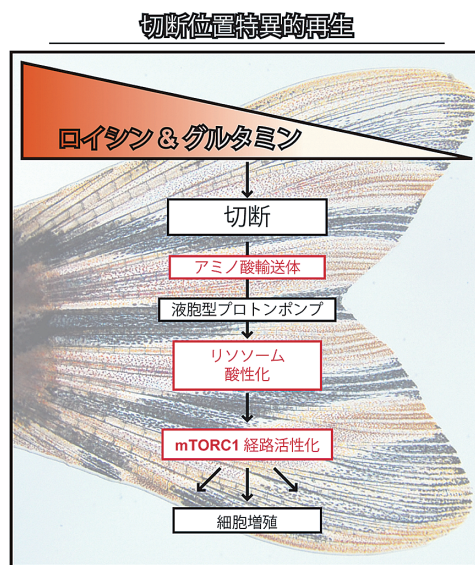 切断位置特異的再生
ロイシン & グルタミン
切断
アミノ酸輸送体
液胞型プロトンポンプ
リソソーム
酸性化
mTORC1 経路活性化
細胞増殖